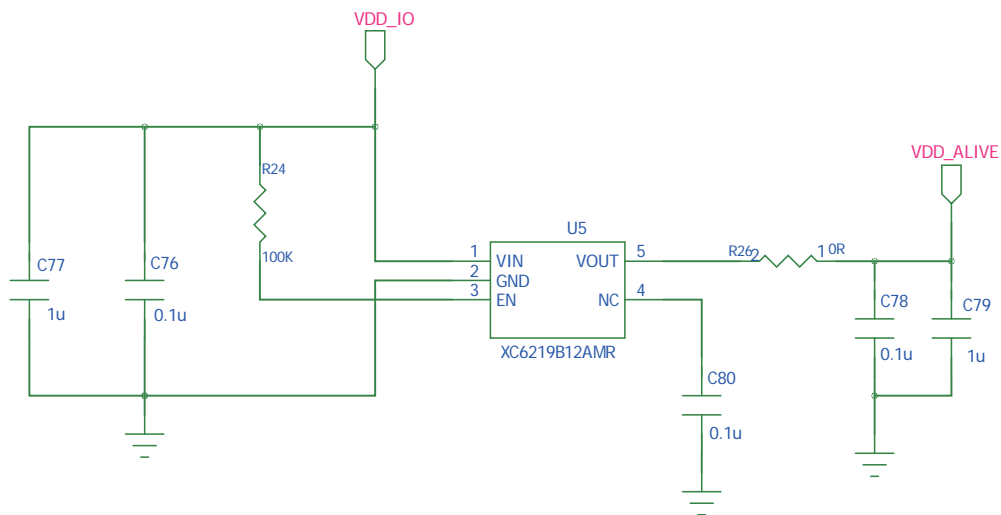 VDD_IO
VDD_ALIVE
R24
100K
C77
1u
C76
0.1u
U5
1
VIN
2
GND
3
EN
VOUT
5
NC
4
XC6219B12AMR
R26
2
1
0R
C78
0.1u
C79
1u
C80
0.1u